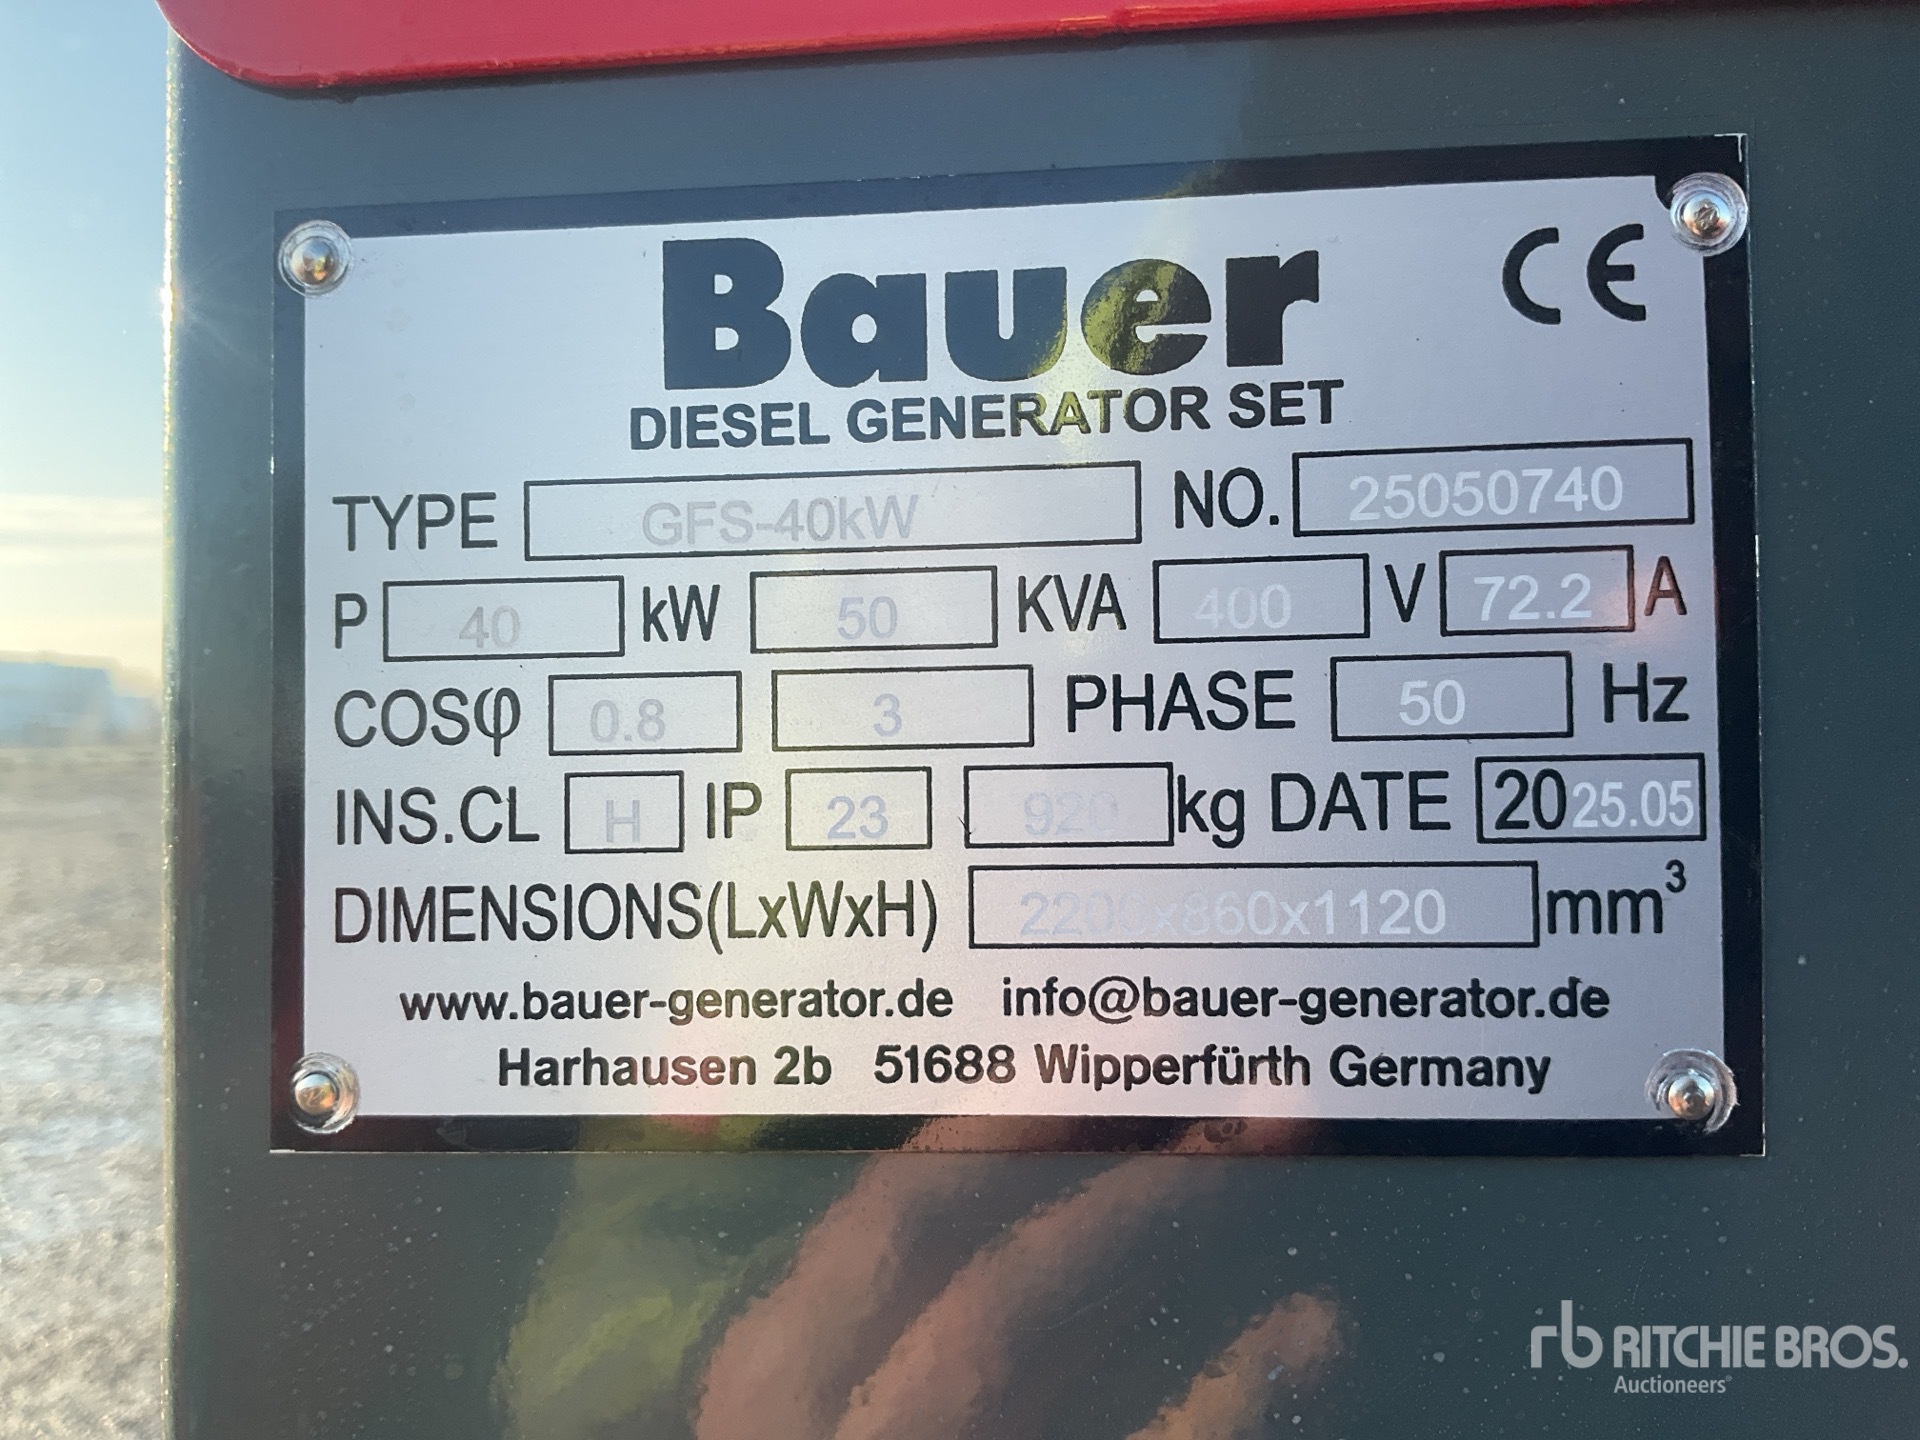 Bauer CE
DIESEL GENERATOR SET
TYPE GFS-40kW NO. 25050740
P 40 kW 50 KVA 400 V 72.2 A
COSφ 0.8 3 PHASE 50 Hz
INS.CL H IP 23 920 kg DATE 2025.05
DIMENSIONS(LxWxH) 2200x860x1120 mm³
www.bauer-generator.de info@bauer-generator.de
Harhausen 2b 51688 Wipperfürth Germany
rb RITCHIE BROS.
Auctioneers